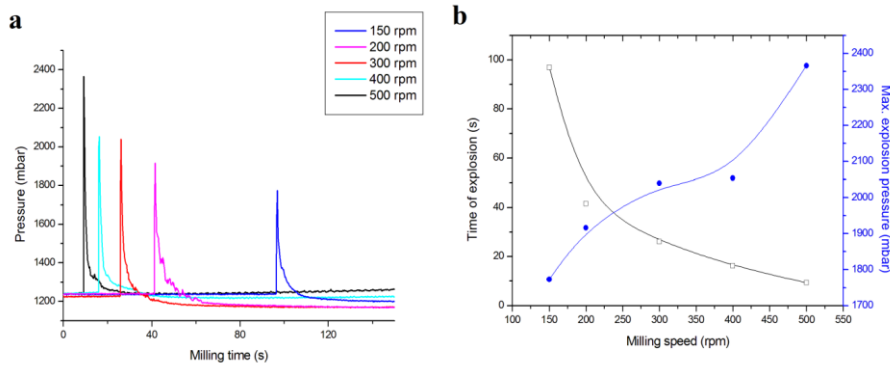 a
Pressure (mbar)
2400
2200
2000
1800
1600
1400
1200
0
40
80
120
Milling time (s)
150 rpm
200 rpm
300 rpm
400 rpm
500 rpm
b
Time of explosion (s)
100
80
60
40
20
0
100
150
200
250
300
350
400
450
500
550
Milling speed (rpm)
2400
2300
2200
2100
2000
1900
1800
1700
Max. explosion pressure (mbar)